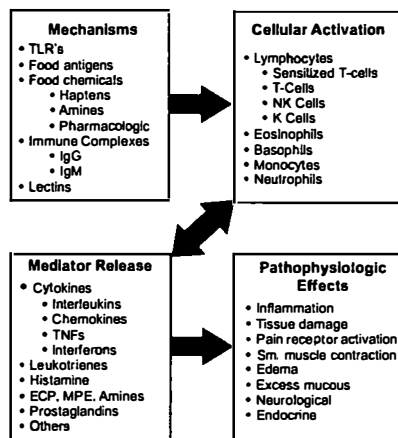 Mechanisms
• TLR's
• Food antigens
• Food chemicals
• Haptens
• Amines
• Pharmacologic
• Immune Complexes
• IgG
• IgM
• Lectins
Cellular Activation
• Lymphocytes
• Sensitized T-cells
• T-Cells
• NK Cells
• K Cells
• Eosinophils
• Basophils
• Monocytes
• Neutrophils
Mediator Release
• Cytokines
• Interleukins
• Chemokines
• TNFs
• Interferons
• Leukotrienes
• Histamine
• ECP, MPE, Amines
• Prostaglandins
• Others
Pathophysiologic
Effects
• Inflammation
• Tissue damage
• Pain receptor activation
• Sm. muscle contraction
• Edema
• Excess mucous
• Neurological
• Endocrine